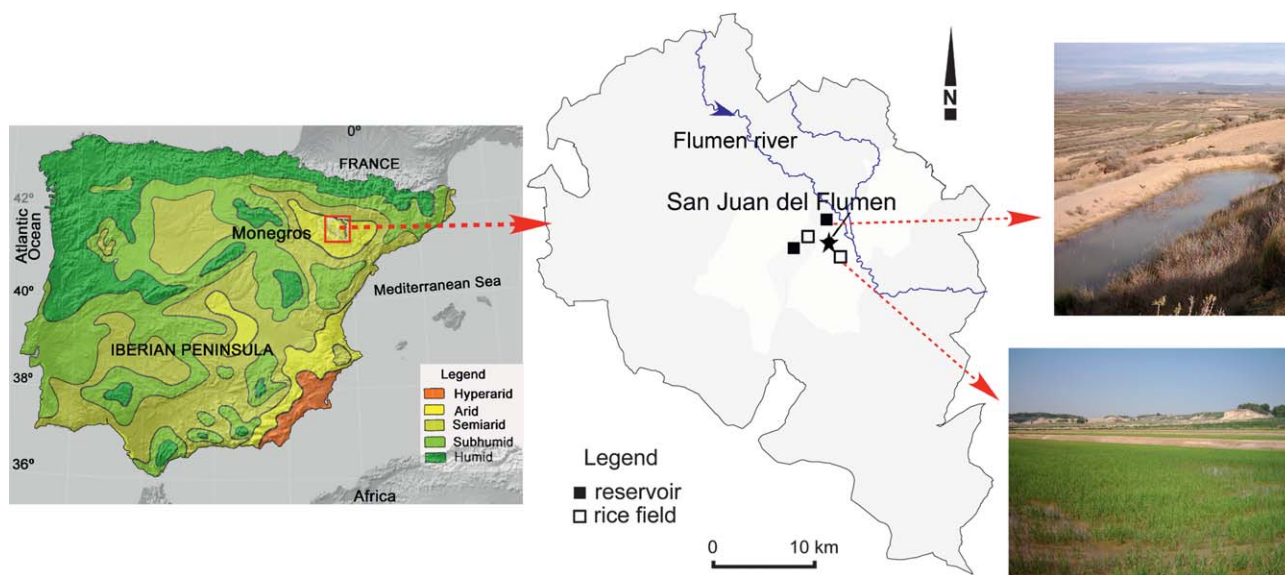 0º
FRANCE
42º
Atlantic
Ocean
Monegros
40º
Mediterranean Sea
IBERIAN PENINSULA
38º
36º
Africa
Legend
Hyperarid
Arid
Semiarid
Subhumid
Humid
N
Flumen river
San Juan del Flumen
Legend
reservoir
rice field
0
10 km